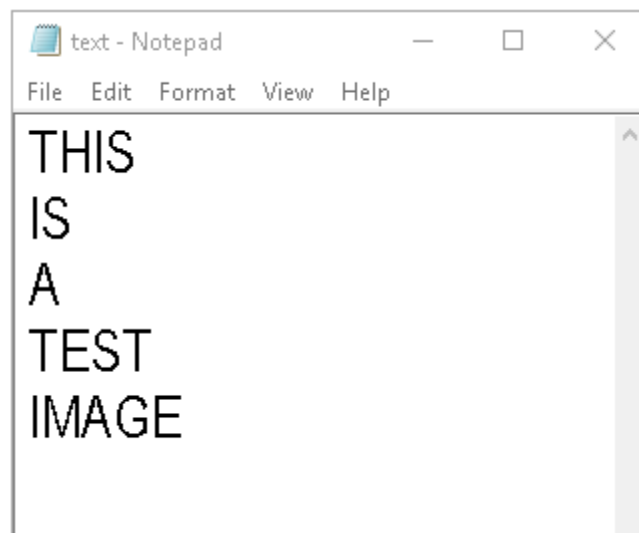 text - Notepad
File Edit Format View Help
THIS
IS
A
TEST
IMAGE